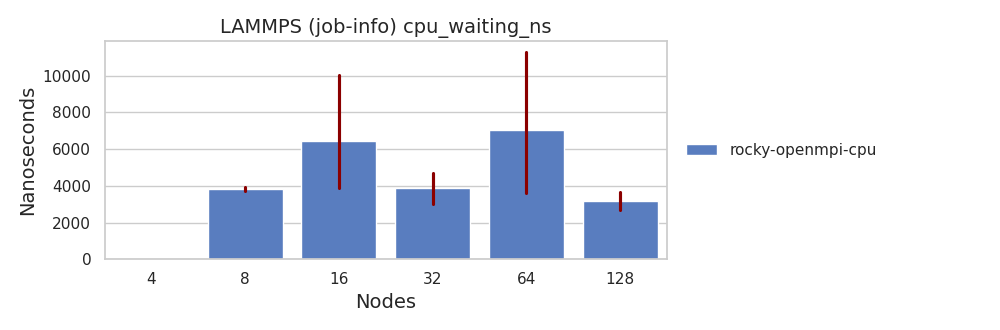 LAMMPS (job-info) cpu_waiting_ns
Nanoseconds
10000
8000
6000
4000
2000
0
4 8 16 32 64 128
Nodes
rocky-openmpi-cpu